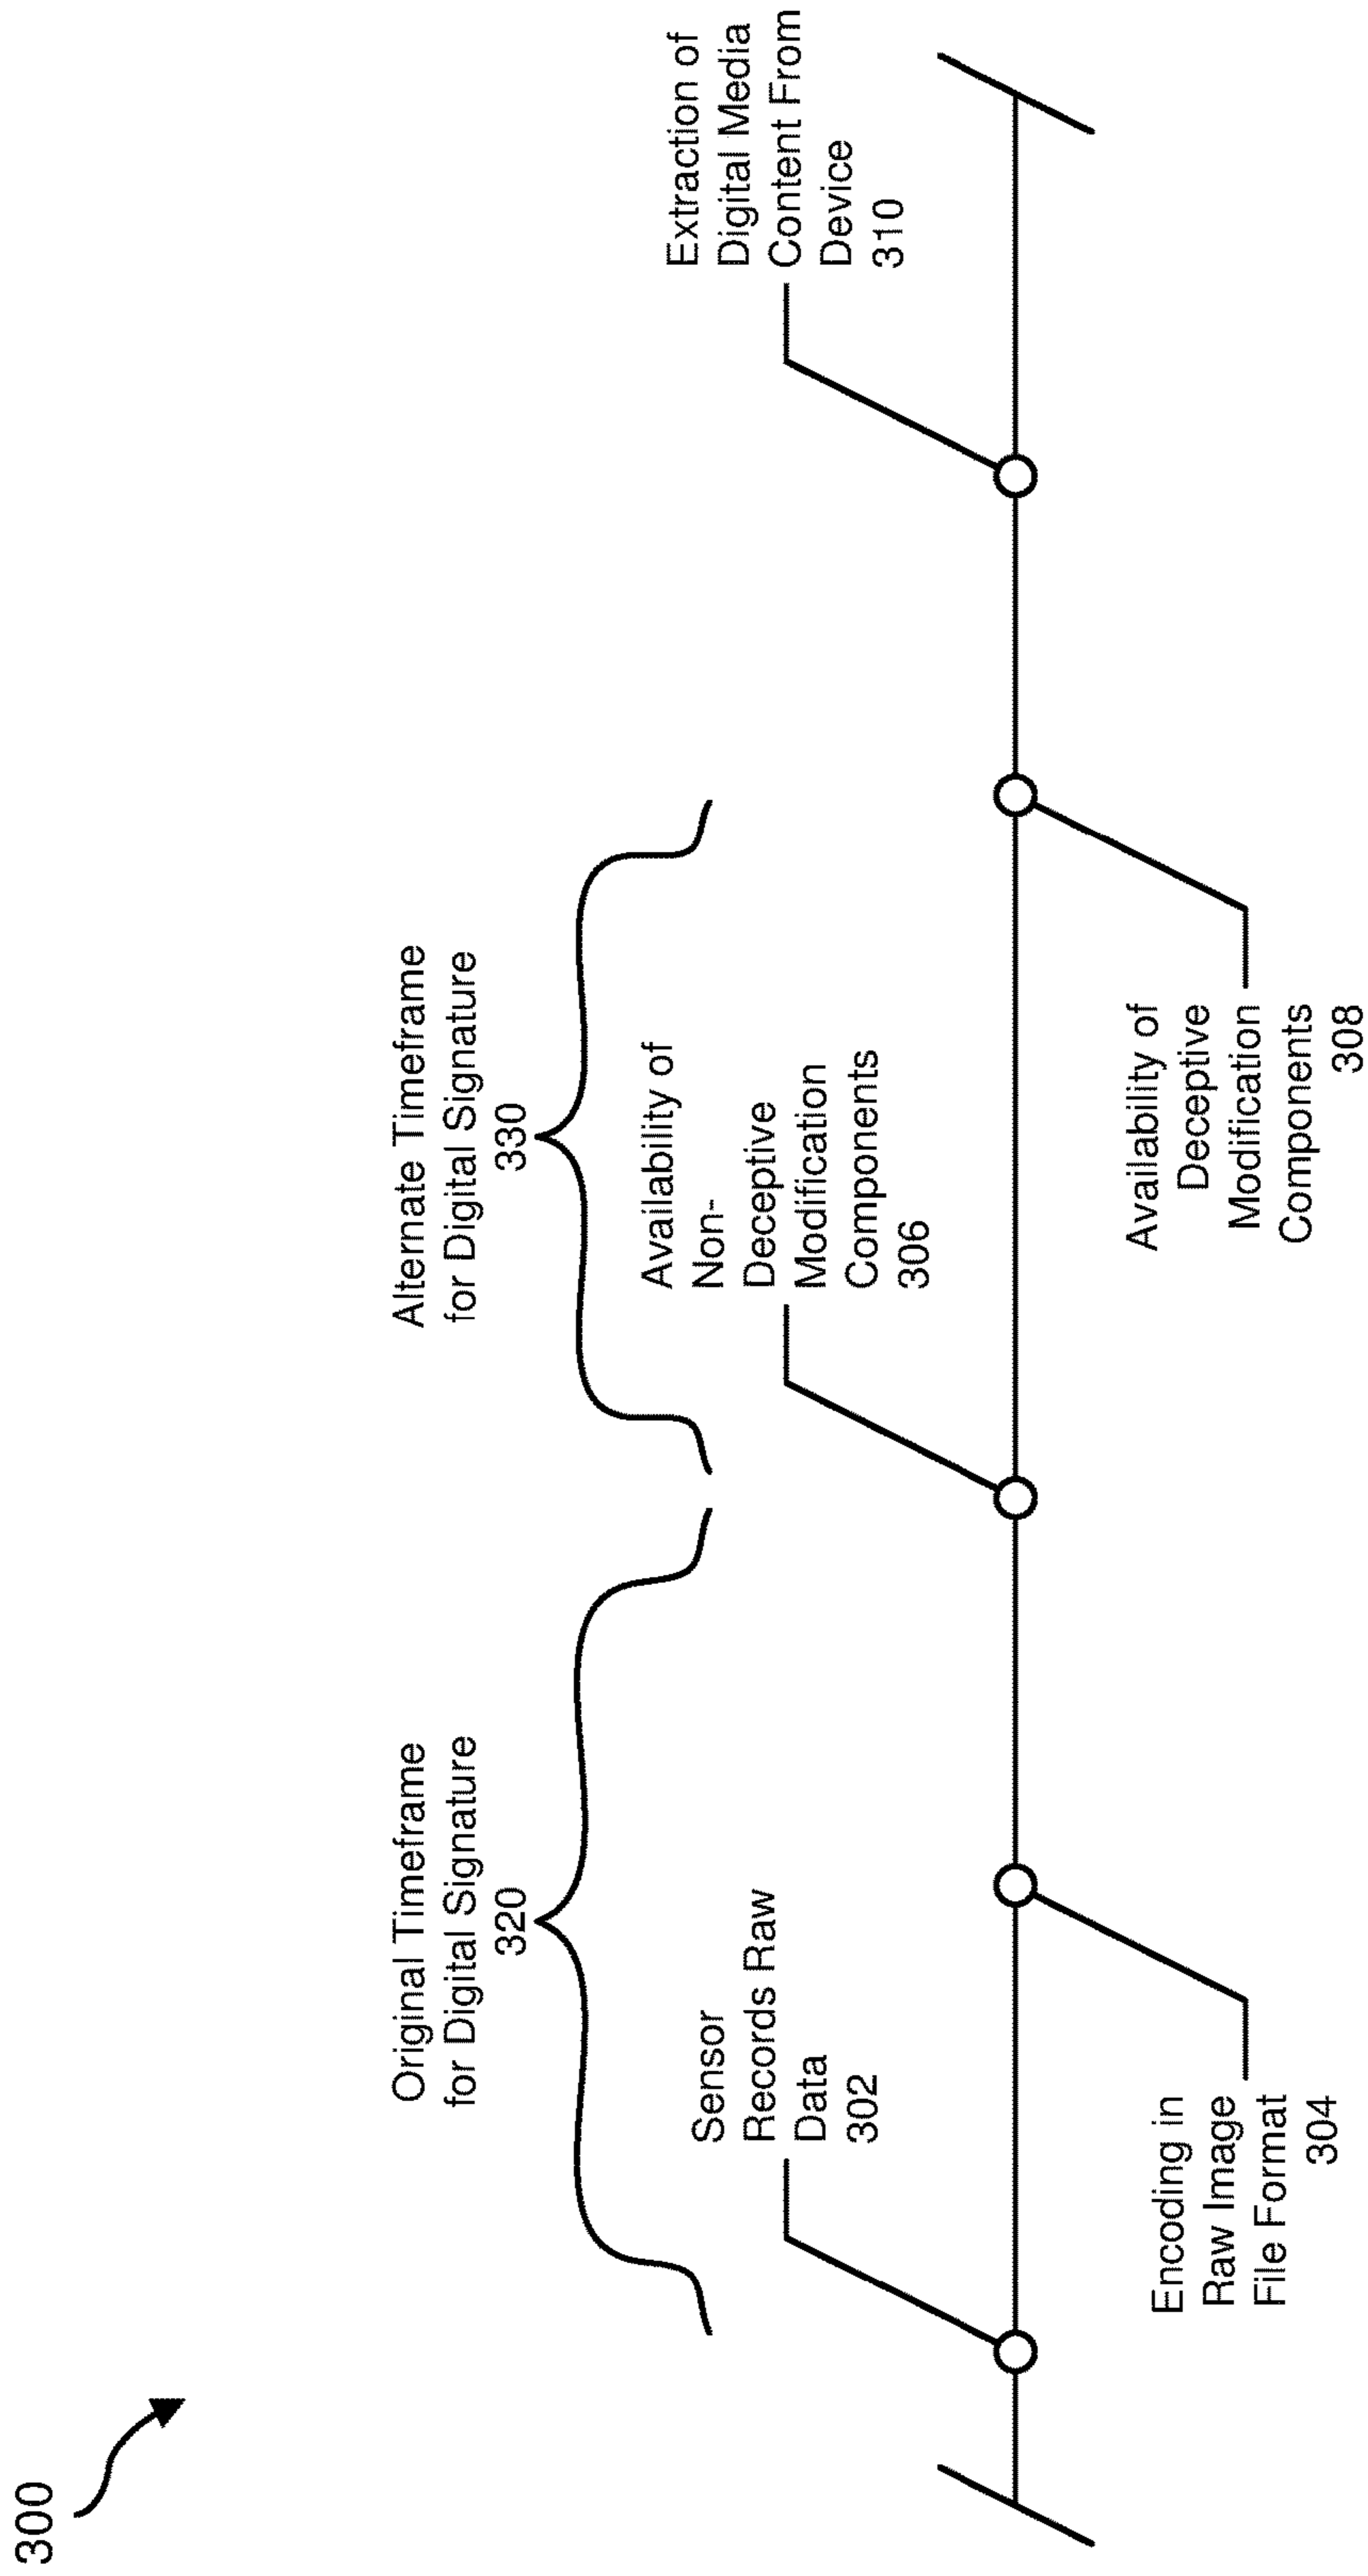 300
Original Timeframe
for Digital Signature
320
Alternate Timeframe
for Digital Signature
330
Sensor
Records Raw
Data
302
Availability of
Non-
Deceptive
Modification
Components
306
Extraction of
Digital Media
Content From
Device
310
Encoding in
Raw Image
File Format
304
Availability of
Deceptive
Modification
Components
308